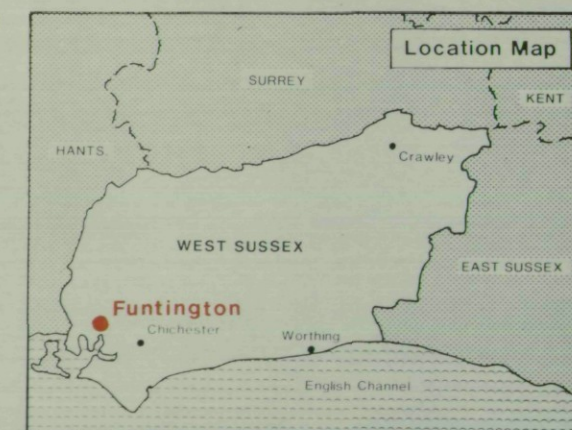 Location Map
SURREY
KENT
HANTS.
Crawley
WEST SUSSEX
EAST SUSSEX
Funtington
Chichester
Worthing
English Channel